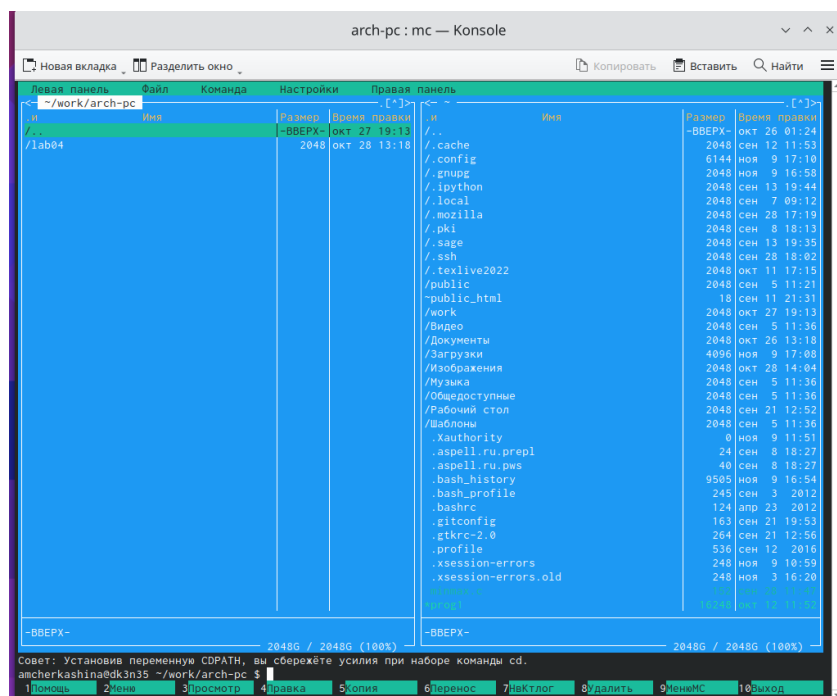 arch-pc : mc — Konsole
Новая вкладка Разделить окно Копировать Вставить Найти
Левая панель Файл Команда Настройки Правая панель
<─ ~/work/arch-pc .[^]> <─ ~ .[^]>
.и Имя Размер Время правки .и Имя Размер Время правки
/.. -ВВЕРХ- окт 27 19:13 /.. -ВВЕРХ- окт 26 01:24
/lab04 2048 окт 28 13:18 /.cache 2048 сен 12 11:53
/.config 6144 ноя 9 17:10
/.gnupg 2048 ноя 9 16:58
/.ipython 2048 сен 13 19:44
/.local 2048 сен 7 09:12
/.mozilla 2048 сен 28 17:19
/.pki 2048 сен 8 18:13
/.sage 2048 сен 13 19:35
/.ssh 2048 сен 28 18:02
/.texlive2022 2048 окт 11 17:15
/public 2048 сен 5 11:21
~public_html 18 сен 11 21:31
/work 2048 окт 27 19:13
/Видео 2048 сен 5 11:36
/Документы 2048 окт 26 13:18
/Загрузки 4096 ноя 9 17:08
/Изображения 2048 окт 28 14:04
/Музыка 2048 сен 5 11:36
/Общедоступные 2048 сен 5 11:36
/Рабочий стол 2048 сен 21 12:52
/Шаблоны 2048 сен 5 11:36
.Xauthority 0 ноя 9 11:51
.aspell.ru.prepl 24 сен 8 18:27
.aspell.ru.pws 40 сен 8 18:27
.bash_history 9505 ноя 9 16:54
.bash_profile 245 сен 3 2012
.bashrc 124 апр 23 2012
.gitconfig 163 сен 21 19:53
.gtkrc-2.0 264 сен 21 12:56
.profile 536 сен 12 2016
.xsession-errors 248 ноя 9 10:59
.xsession-errors.old 248 ноя 3 16:20
*prog1 16248 окт 12 11:52
-ВВЕРХ- -ВВЕРХ-
2048G / 2048G (100%) 2048G / 2048G (100%)
Совет: Установив переменную CDPATH, вы сбережёте усилия при наборе команды cd.
amcherkashina@dk3n35 ~/work/arch-pc $
1Помощь 2Меню 3Просмотр 4Правка 5Копия 6Перенос 7НвКтлог 8Удалить 9МенюMC 10Выход